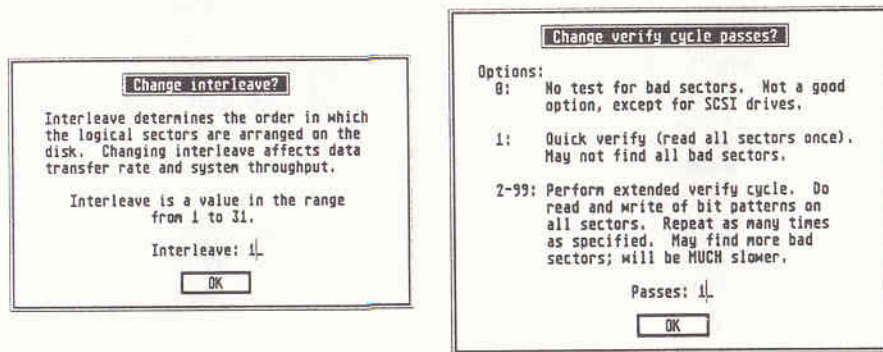 Change interleave?
Interleave determines the order in which
the logical sectors are arranged on the
disk. Changing interleave affects data
transfer rate and system throughput.
Interleave is a value in the range
from 1 to 31.
Interleave: 1_
OK
Change verify cycle passes?
Options:
0: No test for bad sectors. Not a good
option, except for SCSI drives.
1: Quick verify (read all sectors once).
May not find all bad sectors.
2-99: Perform extended verify cycle. Do
read and write of bit patterns on
all sectors. Repeat as many times
as specified. May find more bad
sectors; will be MUCH slower.
Passes: 1_
OK